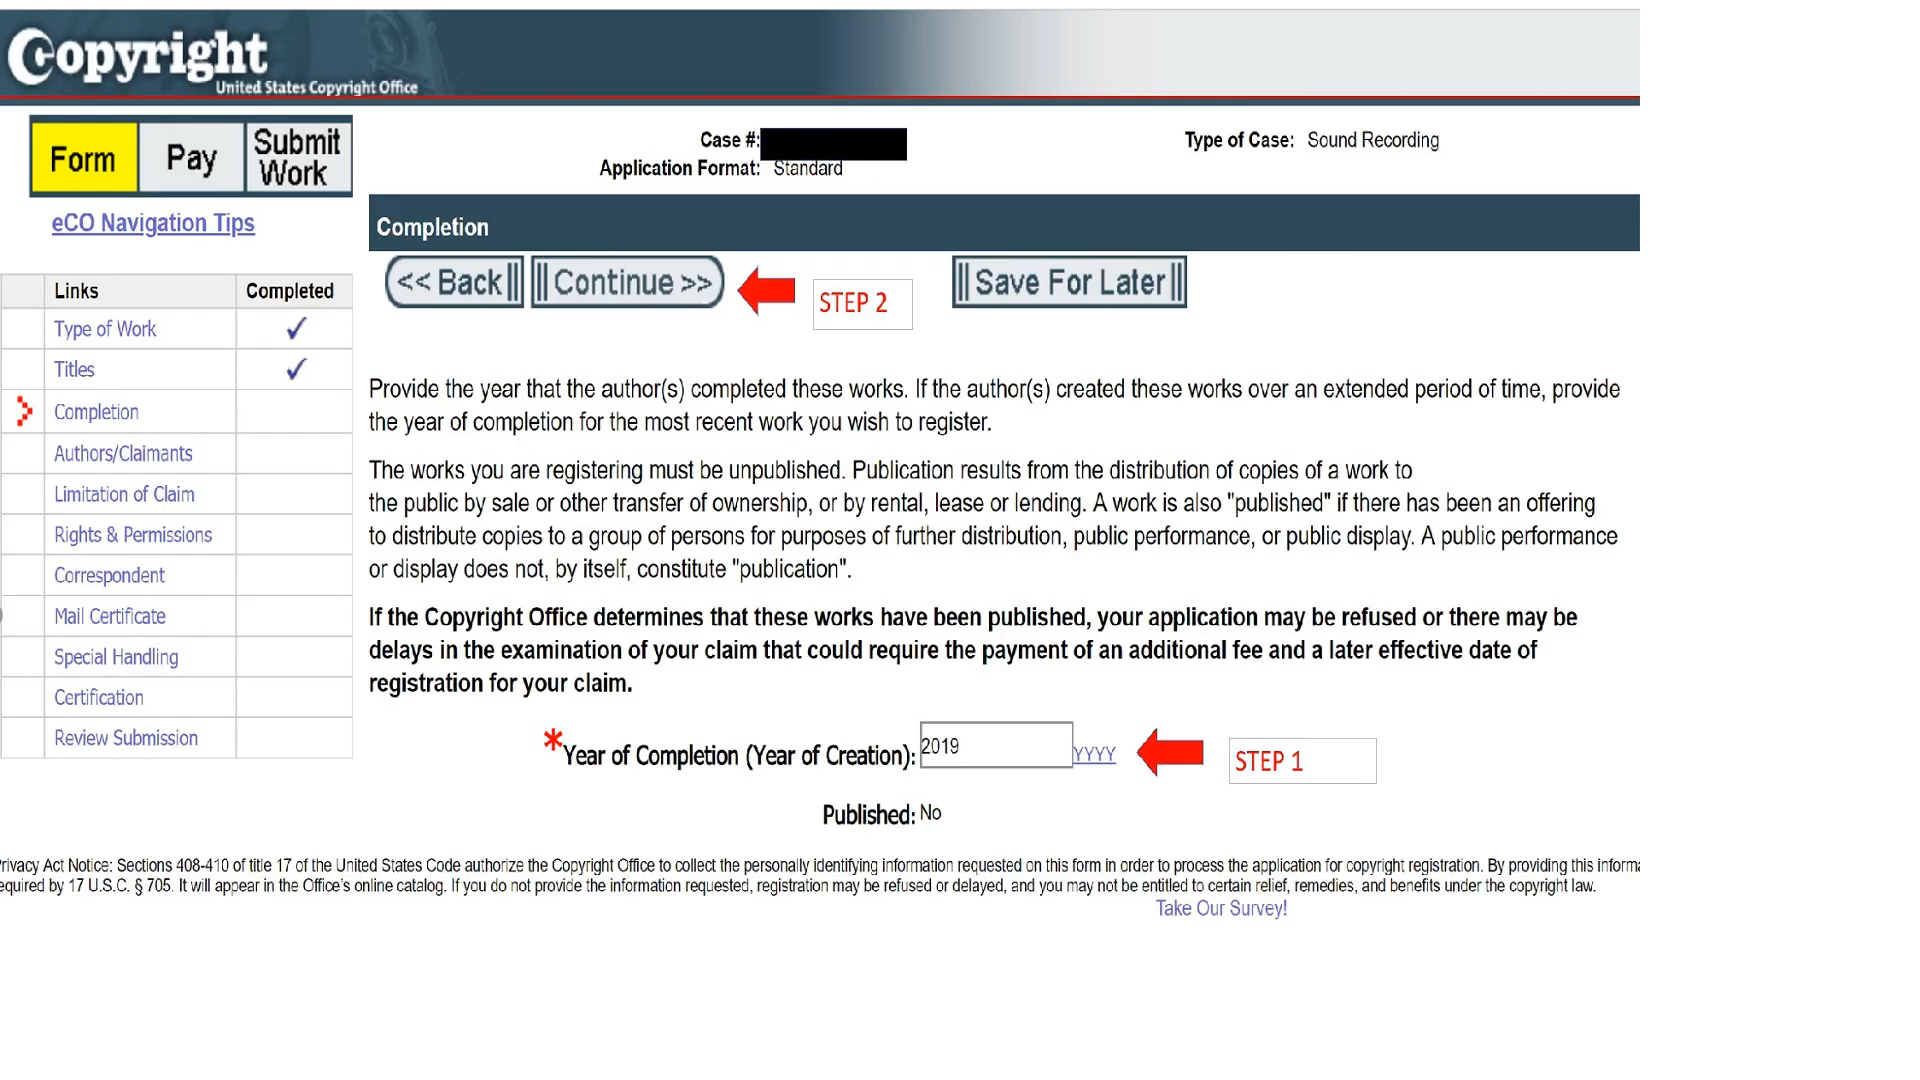 Copyright
United States Copyright Office
Form
Pay
Submit
Work
Case #:
Type of Case: Sound Recording
Application Format: Standard
eCO Navigation Tips
Completion
<< Back
Continue >>
STEP 2
Save For Later
Links Completed
Type of Work ✓
Titles ✓
Completion
Authors/Claimants
Limitation of Claim
Rights & Permissions
Correspondent
Mail Certificate
Special Handling
Certification
Review Submission
Provide the year that the author(s) completed these works. If the author(s) created these works over an extended period of time, provide
the year of completion for the most recent work you wish to register.
The works you are registering must be unpublished. Publication results from the distribution of copies of a work to
the public by sale or other transfer of ownership, or by rental, lease or lending. A work is also "published" if there has been an offering
to distribute copies to a group of persons for purposes of further distribution, public performance, or public display. A public performance
or display does not, by itself, constitute "publication".
If the Copyright Office determines that these works have been published, your application may be refused or there may be
delays in the examination of your claim that could require the payment of an additional fee and a later effective date of
registration for your claim.
*Year of Completion (Year of Creation): 2019 YYYY
STEP 1
Published: No
rivacy Act Notice: Sections 408-410 of title 17 of the United States Code authorize the Copyright Office to collect the personally identifying information requested on this form in order to process the application for copyright registration. By providing this informa
equired by 17 U.S.C. § 705. It will appear in the Office's online catalog. If you do not provide the information requested, registration may be refused or delayed, and you may not be entitled to certain relief, remedies, and benefits under the copyright law.
Take Our Survey!